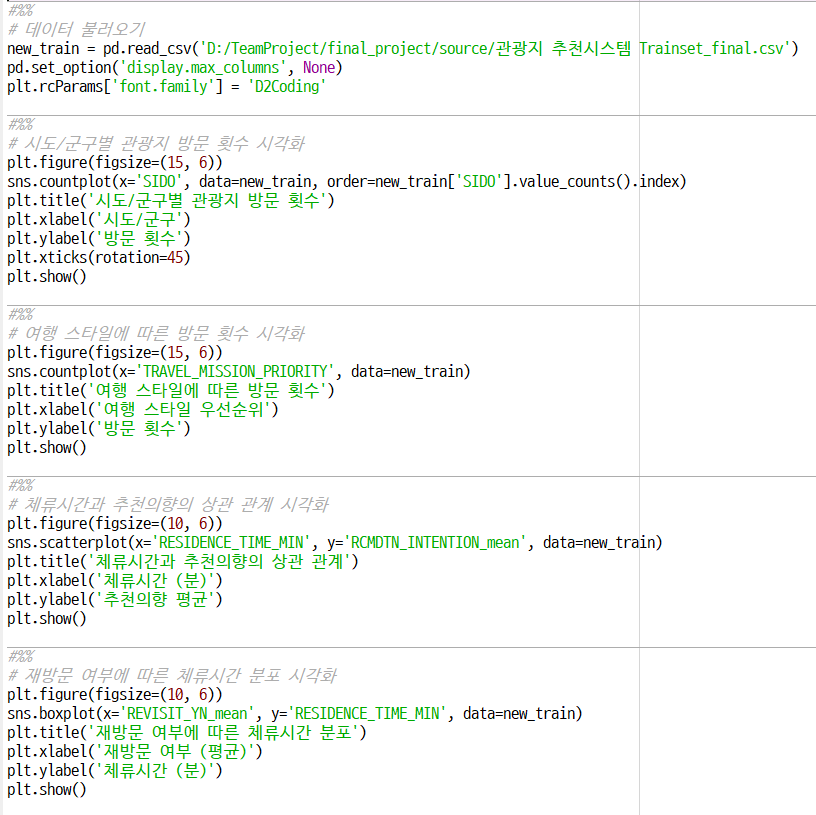 #%%
# 데이터 불러오기
new_train = pd.read_csv('D:/TeamProject/final_project/source/관광지 추천시스템 Trainset_final.csv')
pd.set_option('display.max_columns', None)
plt.rcParams['font.family'] = 'D2Coding'
#%%
# 시도/군구별 관광지 방문 횟수 시각화
plt.figure(figsize=(15, 6))
sns.countplot(x='SIDO', data=new_train, order=new_train['SIDO'].value_counts().index)
plt.title('시도/군구별 관광지 방문 횟수')
plt.xlabel('시도/군구')
plt.ylabel('방문 횟수')
plt.xticks(rotation=45)
plt.show()
#%%
# 여행 스타일에 따른 방문 횟수 시각화
plt.figure(figsize=(15, 6))
sns.countplot(x='TRAVEL_MISSION_PRIORITY', data=new_train)
plt.title('여행 스타일에 따른 방문 횟수')
plt.xlabel('여행 스타일 우선순위')
plt.ylabel('방문 횟수')
plt.show()
#%%
# 체류시간과 추천의향의 상관 관계 시각화
plt.figure(figsize=(10, 6))
sns.scatterplot(x='RESIDENCE_TIME_MIN', y='RCMDTN_INTENTION_mean', data=new_train)
plt.title('체류시간과 추천의향의 상관 관계')
plt.xlabel('체류시간 (분)')
plt.ylabel('추천의향 평균')
plt.show()
#%%
# 재방문 여부에 따른 체류시간 분포 시각화
plt.figure(figsize=(10, 6))
sns.boxplot(x='REVISIT_YN_mean', y='RESIDENCE_TIME_MIN', data=new_train)
plt.title('재방문 여부에 따른 체류시간 분포')
plt.xlabel('재방문 여부 (평균)')
plt.ylabel('체류시간 (분)')
plt.show()